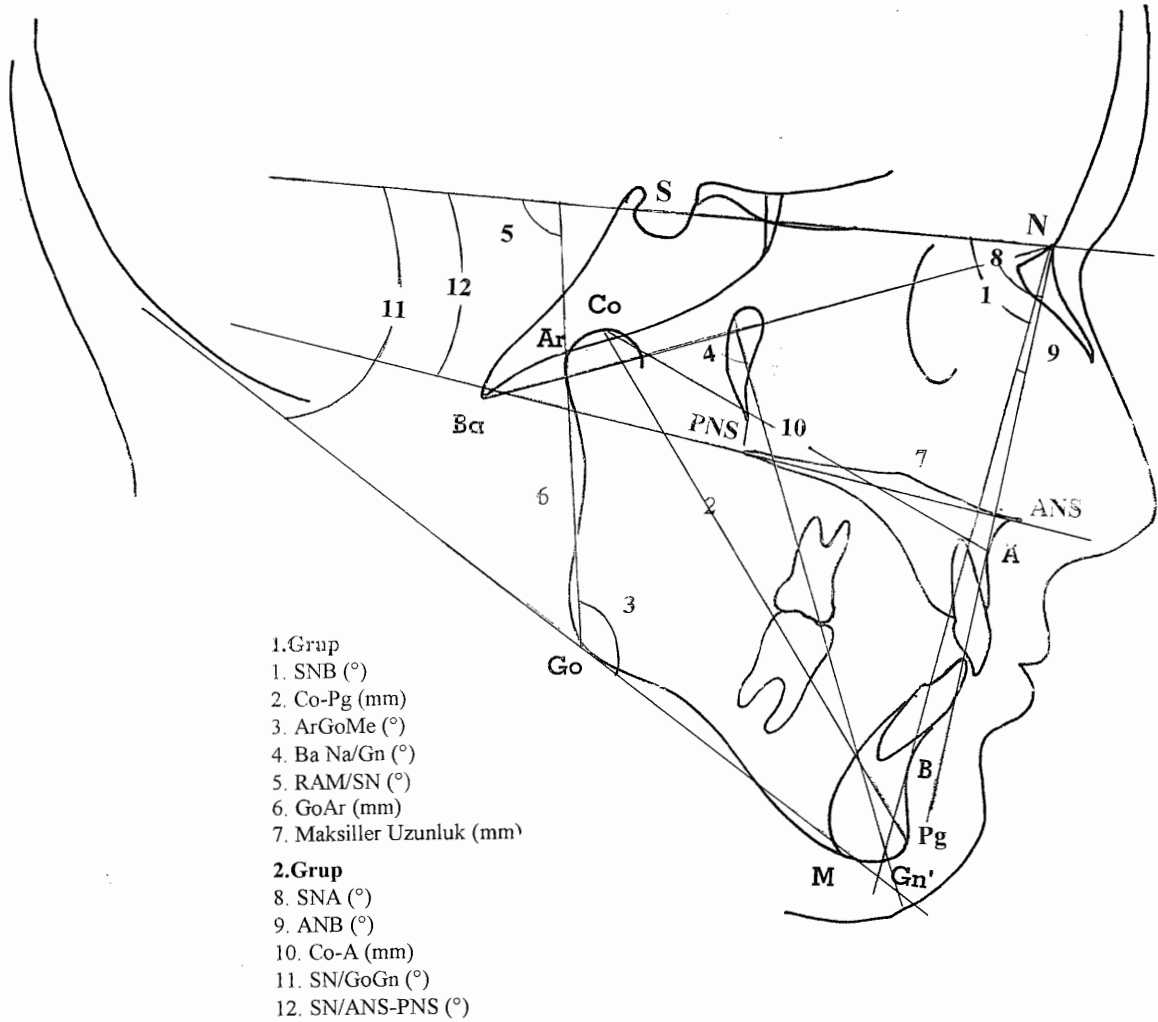 S
N
5
8
12
11
1
Co
Ar
4
9
Ba
PNS
10
7
6
2
ANS
A
3
Go
1.Grup
1. SNB (°)
2. Co-Pg (mm)
3. ArGoMe (°)
4. Ba Na/Gn (°)
5. RAM/SN (°)
6. GoAr (mm)
7. Maksiller Uzunluk (mm)
B
Pg
M
Gn'
2.Grup
8. SNA (°)
9. ANB (°)
10. Co-A (mm)
11. SN/GoGn (°)
12. SN/ANS-PNS (°)